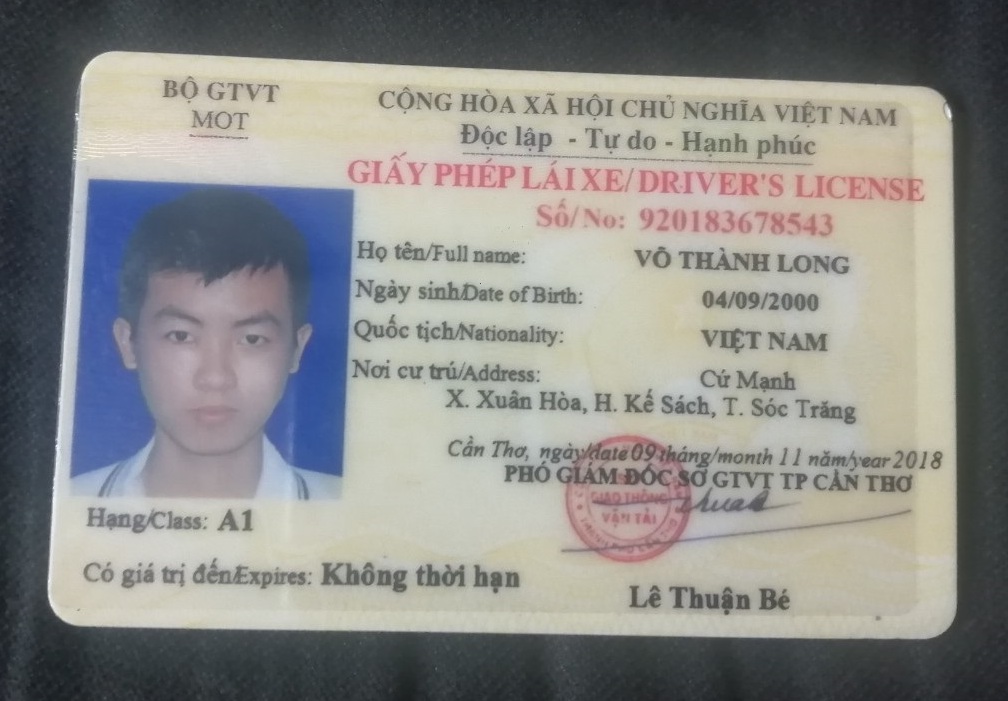 BỘ GTVT
MOT
CỘNG HÒA XÃ HỘI CHỦ NGHĨA VIỆT NAM
Độc lập - Tự do - Hạnh phúc
GIẤY PHÉP LÁI XE/ DRIVER'S LICENSE
Số/ No: 920183678543
Họ tên/Full name: VÕ THÀNH LONG
Ngày sinh/Date of Birth: 04/09/2000
Quốc tịch/Nationality: VIỆT NAM
Nơi cư trú/Address: Cứ Mạnh
X. Xuân Hòa, H. Kế Sách, T. Sóc Trăng
Cần Thơ, ngày/date 09 tháng/month 11 năm/year 2018
PHÓ GIÁM ĐỐC SỞ GTVT TP CẦN THƠ
GIAO THÔNG
VẬN TẢI
Hạng/Class: A1
Có giá trị đến/Expires: Không thời hạn
Lê Thuận Bé